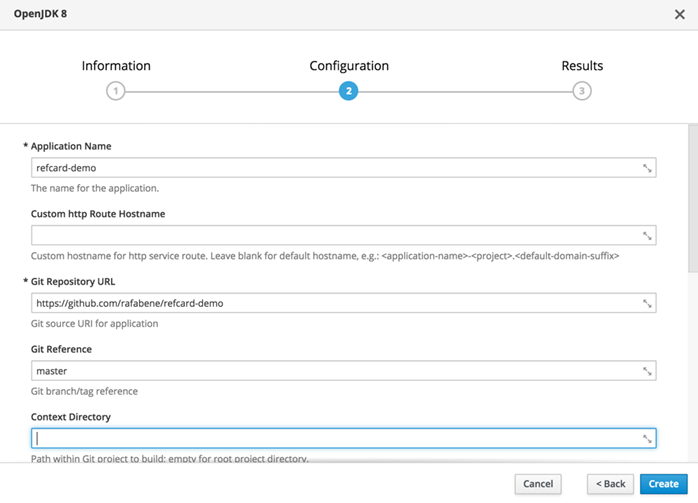 OpenJDK 8
Information Configuration Results
1 2 3
* Application Name
refcard-demo
The name for the application.
Custom http Route Hostname
Custom hostname for http service route. Leave blank for default hostname, e.g.: <application-name>-<project>.<default-domain-suffix>
* Git Repository URL
https://github.com/rafabene/refcard-demo
Git source URI for application
Git Reference
master
Git branch/tag reference
Context Directory
Path within Git project to build; empty for root project directory.
Cancel < Back Create